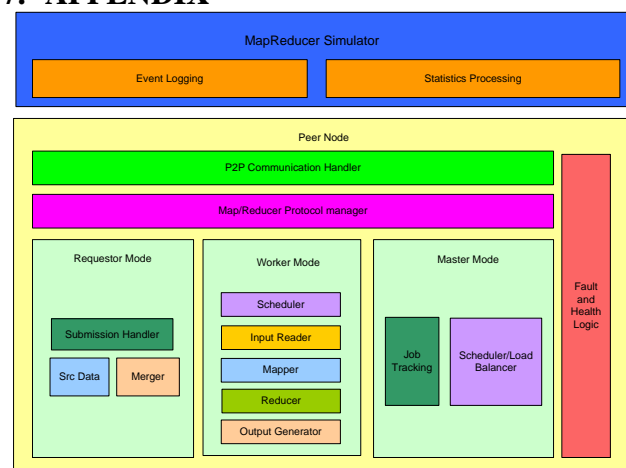 7. APPENDIX
MapReducer Simulator
Event Logging
Statistics Processing
Peer Node
P2P Communication Handler
Map/Reducer Protocol manager
Requestor Mode
Submission Handler
Src Data
Merger
Worker Mode
Scheduler
Input Reader
Mapper
Reducer
Output Generator
Master Mode
Job
Tracking
Scheduler/Load
Balancer
Fault
and
Health
Logic